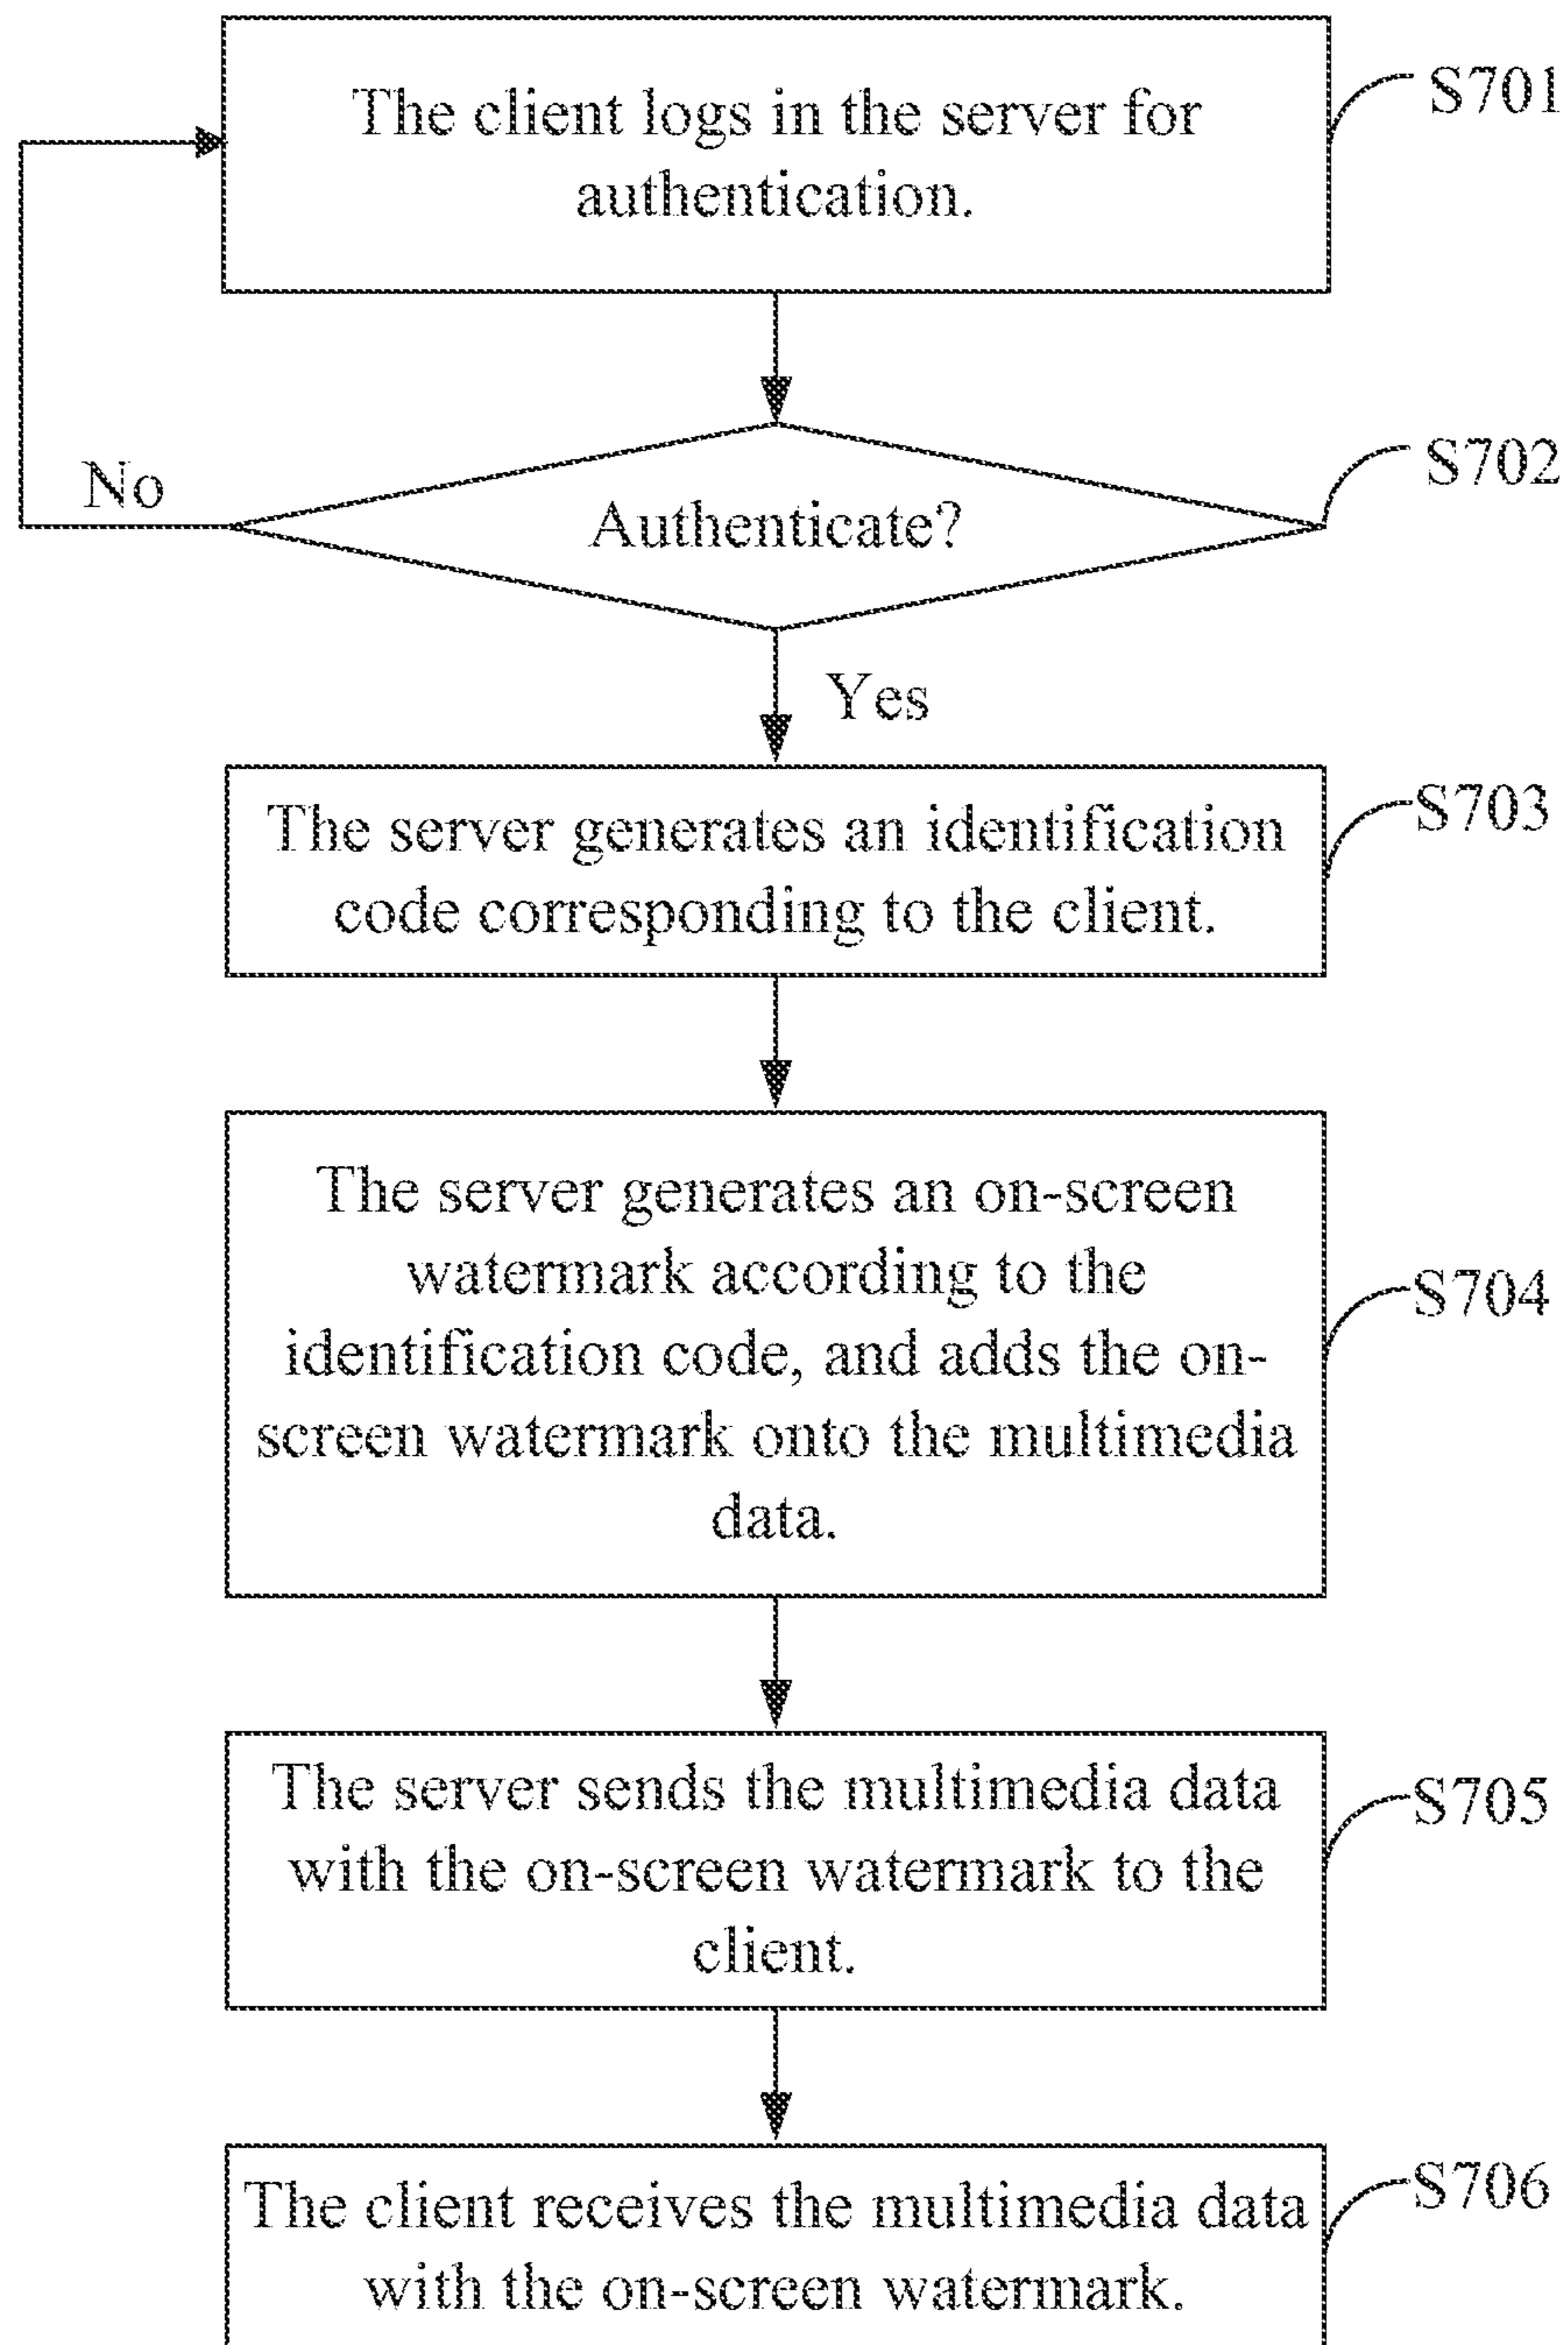 The client logs in the server for
authentication.
S701
Authenticate?
S702
No
Yes
The server generates an identification
code corresponding to the client.
S703
The server generates an on-screen
watermark according to the
identification code, and adds the on-
screen watermark onto the multimedia
data.
S704
The server sends the multimedia data
with the on-screen watermark to the
client.
S705
The client receives the multimedia data
with the on-screen watermark.
S706